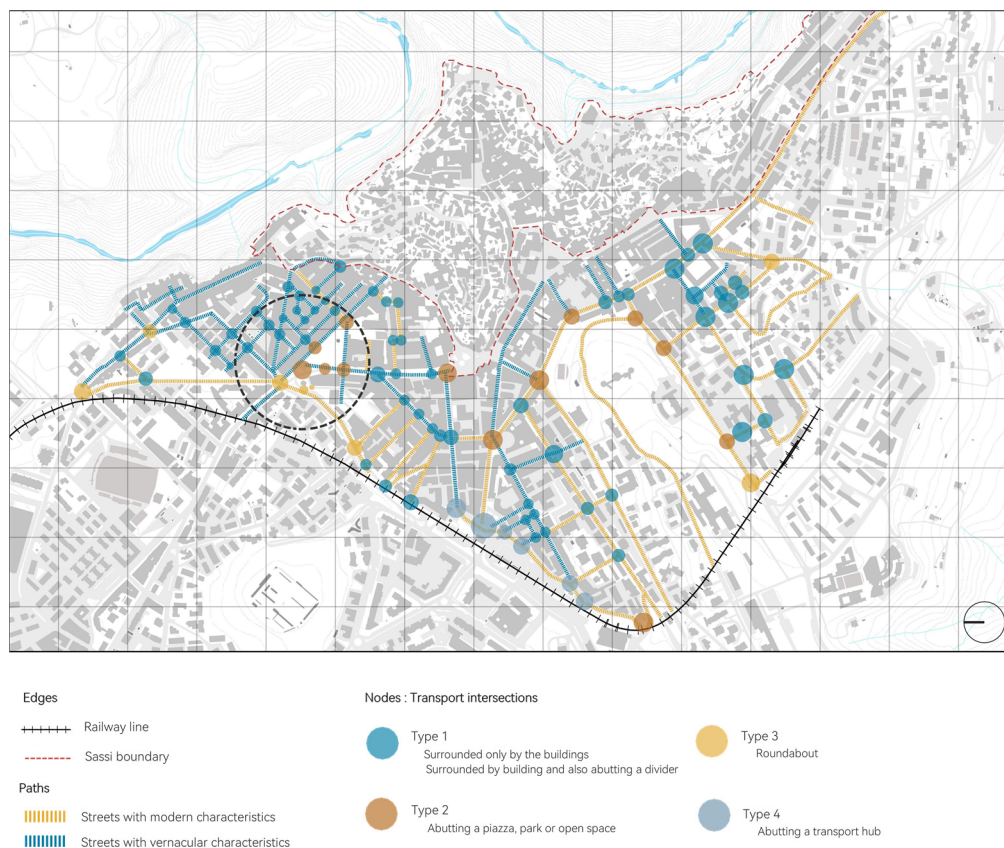 Edges
Railway line
Sassi boundary
Paths
Streets with modern characteristics
Streets with vernacular characteristics
Nodes : Transport intersections
Type 1
Surrounded only by the buildings
Surrounded by building and also abutting a divider
Type 2
Abutting a piazza, park or open space
Type 3
Roundabout
Type 4
Abutting a transport hub